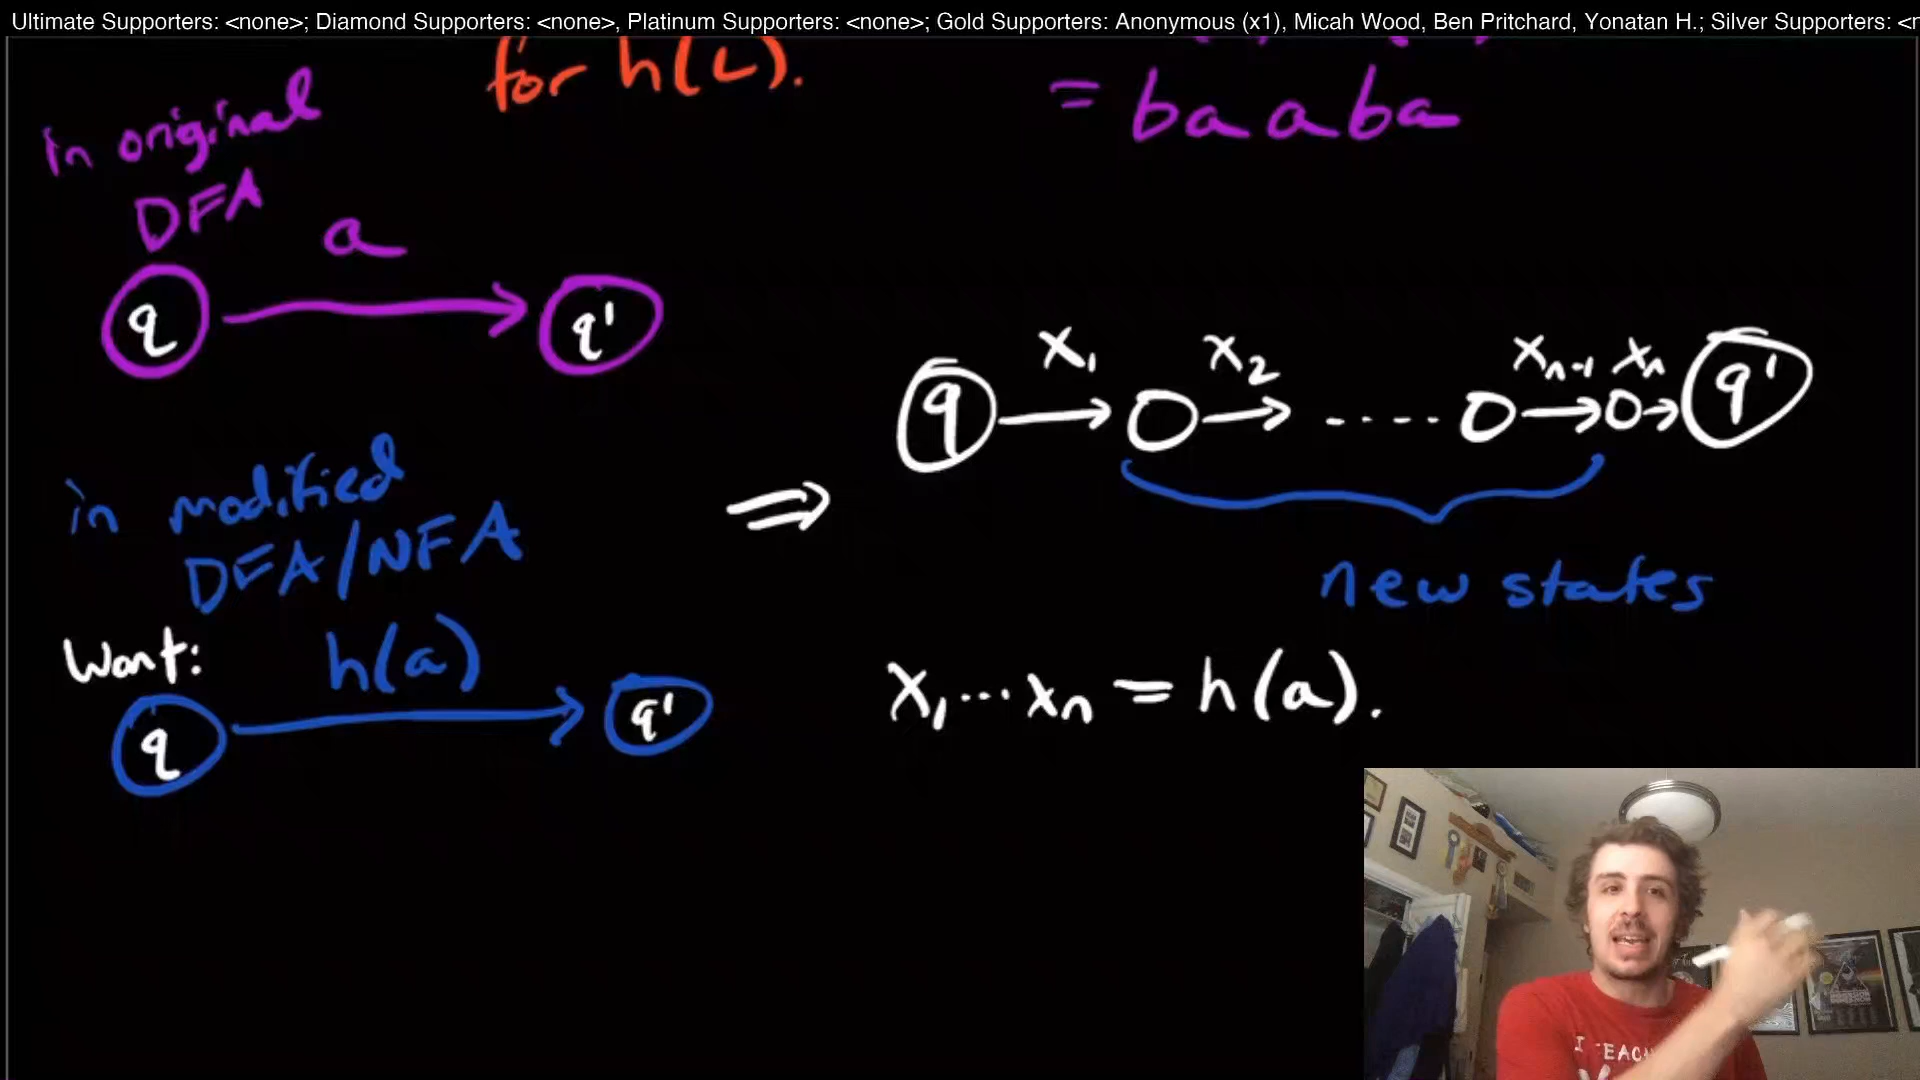 Ultimate Supporters: <none>; Diamond Supporters: <none>, Platinum Supporters: <none>; Gold Supporters: Anonymous (x1), Micah Wood, Ben Pritchard, Yonatan H.; Silver Supporters: <n
for h(L).
= baaba
in original
DFA
a
q
q'
x₁ x₂ xₙ₋₁ xₙ
q ..... q'
in modified
DFA/NFA
⇒
new states
Want:
h(a)
q
q'
x₁...xₙ = h(a).
I TEAC